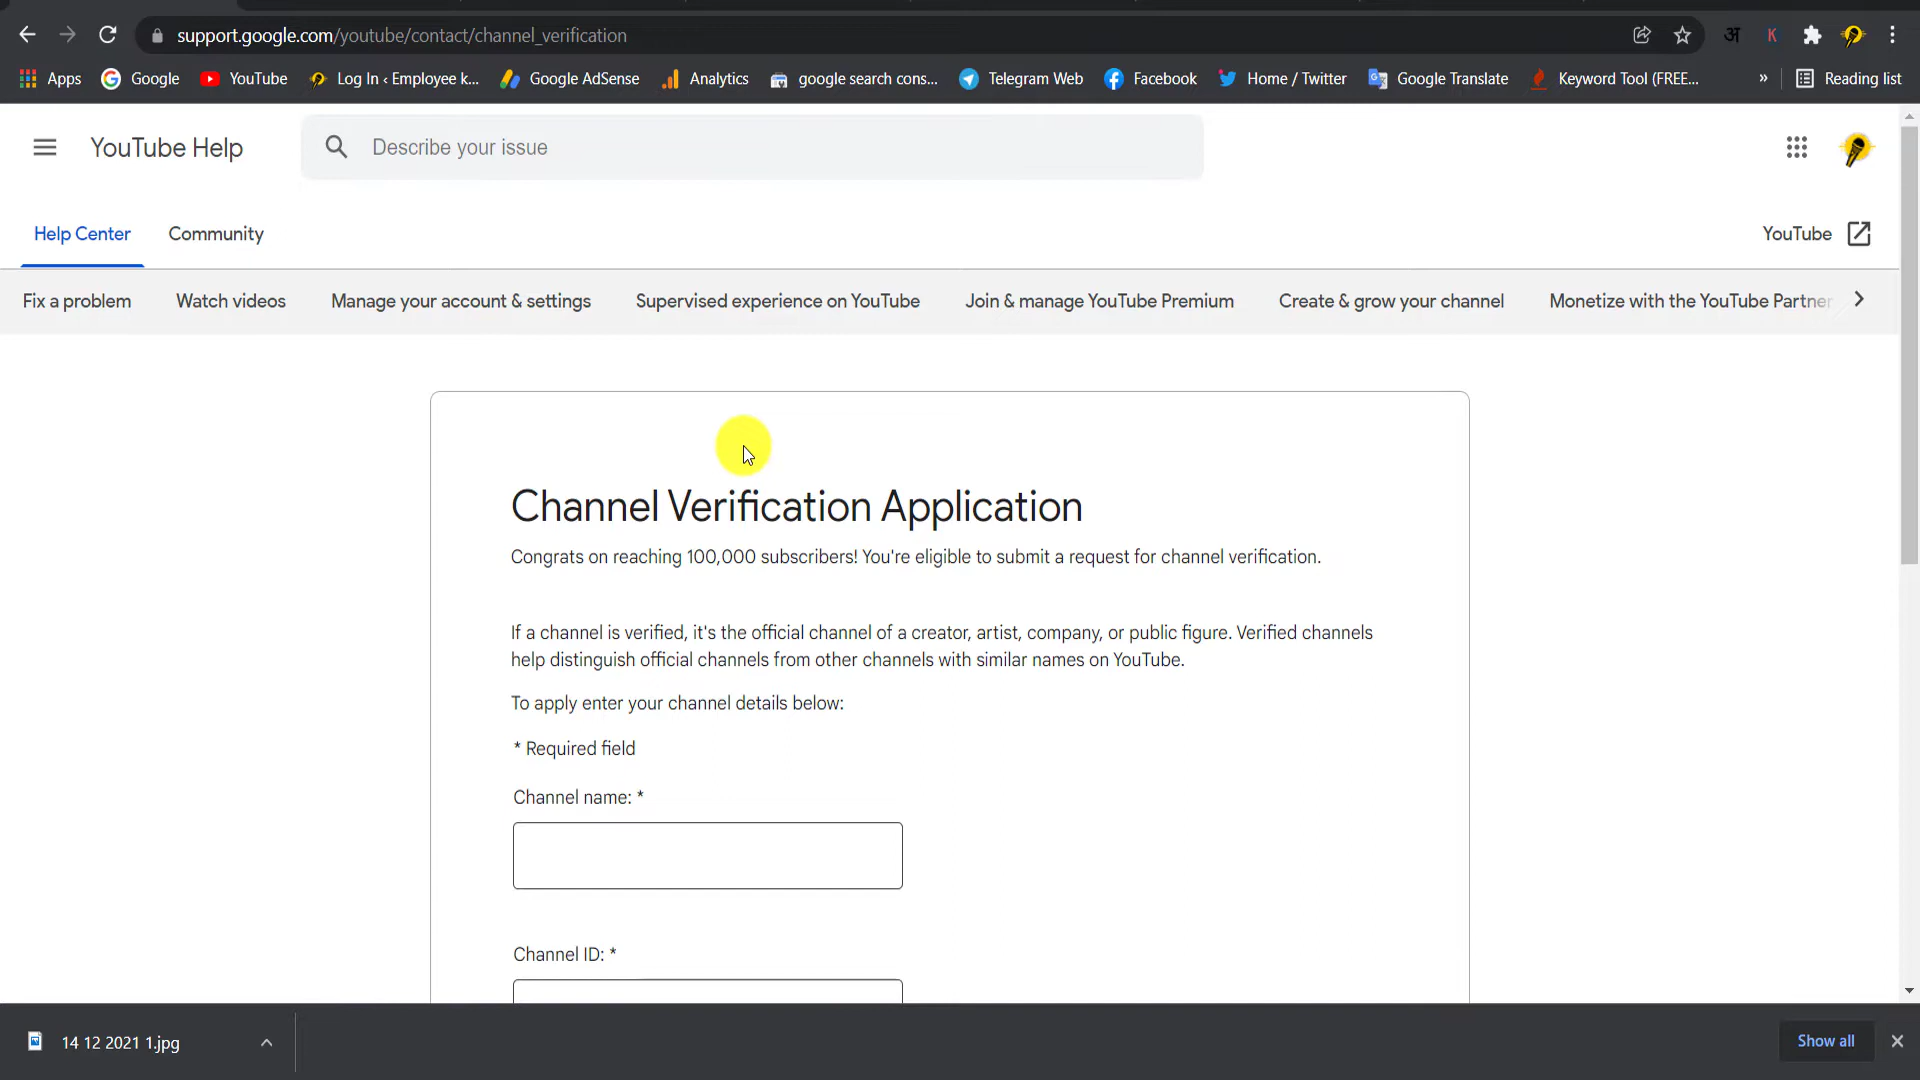 support.google.com/youtube/contact/channel_verification
अ K
Apps Google YouTube Log In ‹ Employee k... Google AdSense Analytics google search cons... Telegram Web Facebook Home / Twitter Google Translate Keyword Tool (FREE... » Reading list
YouTube Help Describe your issue
Help Center Community YouTube
Fix a problem Watch videos Manage your account & settings Supervised experience on YouTube Join & manage YouTube Premium Create & grow your channel Monetize with the YouTube Partner
Channel Verification Application
Congrats on reaching 100,000 subscribers! You're eligible to submit a request for channel verification.
If a channel is verified, it's the official channel of a creator, artist, company, or public figure. Verified channels
help distinguish official channels from other channels with similar names on YouTube.
To apply enter your channel details below:
* Required field
Channel name: *
Channel ID: *
14 12 2021 1.jpg Show all